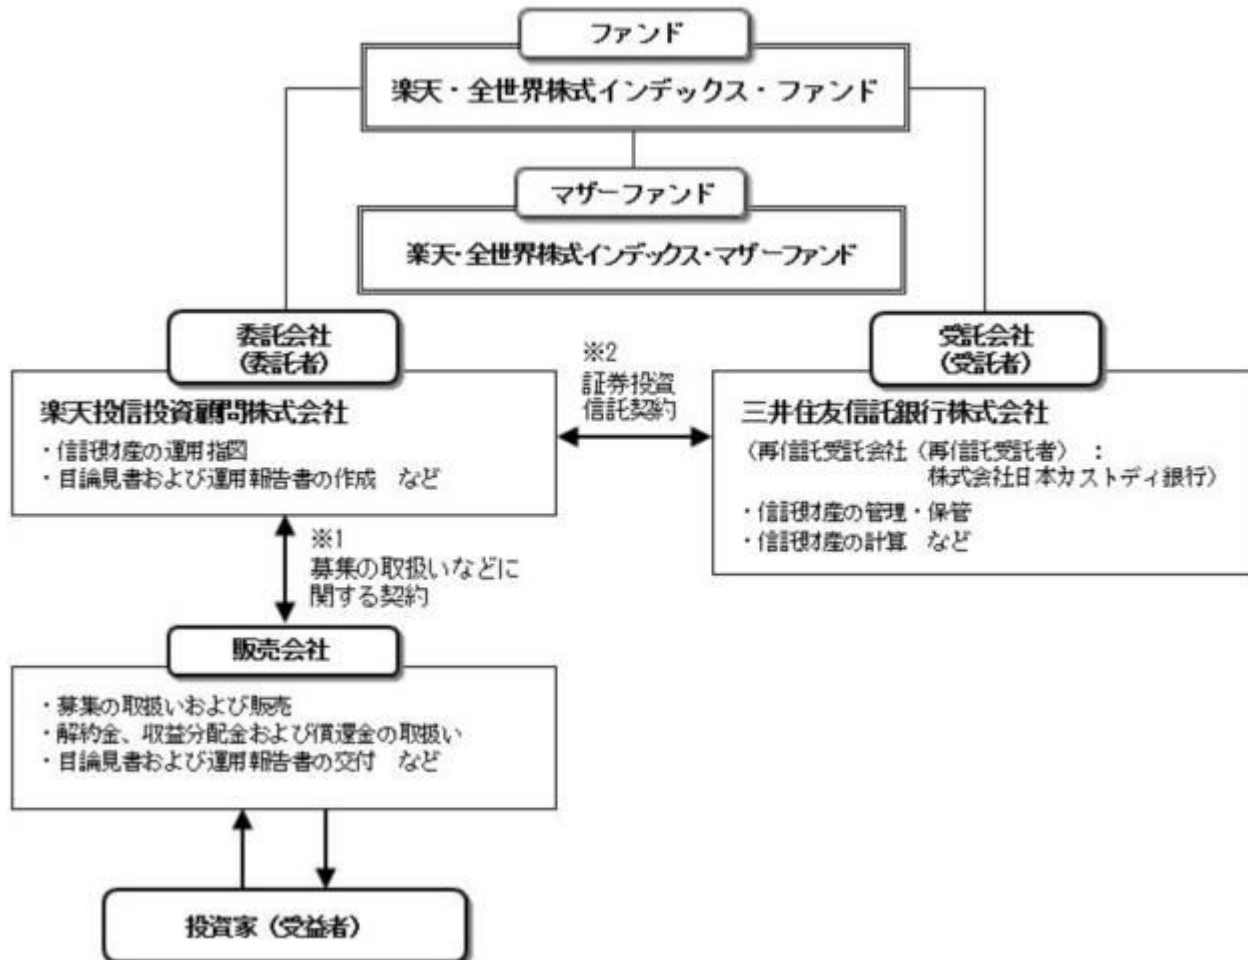 ファンド
楽天・全世界株式インデックス・ファンド
マザーファンド
楽天・全世界株式インデックス・マザーファンド
委託会社
(委託者)
楽天投信投資顧問株式会社
・信託財産の運用指図
・目論見書および運用報告書の作成 など
※2
証券投資
信託契約
受託会社
(受託者)
三井住友信託銀行株式会社
(再信託受託会社(再信託受託者) :
株式会社日本カストディ銀行)
・信託財産の管理・保管
・信託財産の計算 など
※1
募集の取扱いなどに
関する契約
販売会社
・募集の取扱いおよび販売
・解約金、収益分配金および償還金の取扱い
・目論見書および運用報告書の交付 など
投資家(受益者)